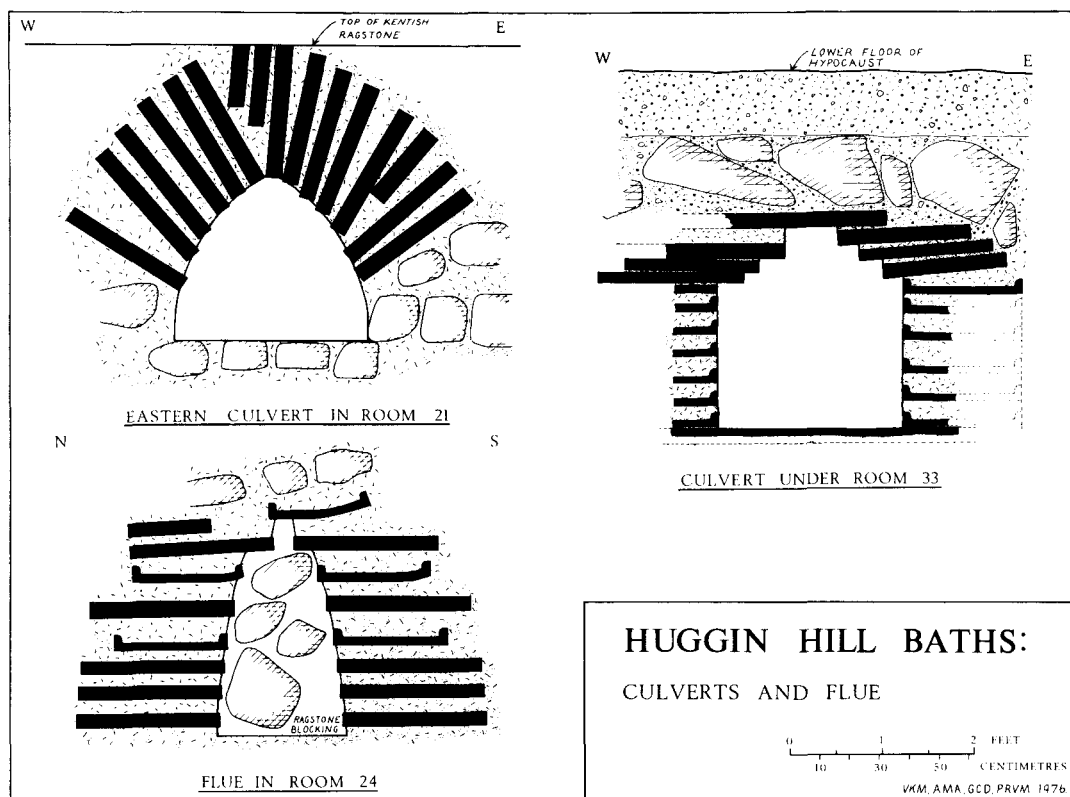 W
TOP OF KENTISH
RAGSTONE
E
EASTERN CULVERT IN ROOM 21
W
LOWER FLOOR OF
HYPOCAUST
E
CULVERT UNDER ROOM 33
N
S
RAGSTONE
BLOCKING
FLUE IN ROOM 24
HUGGIN HILL BATHS:
CULVERTS AND FLUE
0 1 2 FEET
10 30 50 CENTIMETRES
VKM, AMA, GCD, PRVM. 1976.